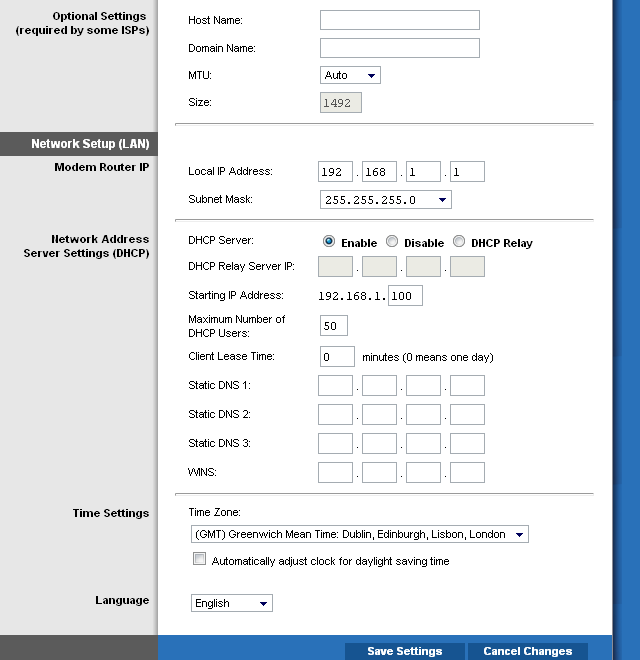 Optional Settings
(required by some ISPs)
Host Name:
Domain Name:
MTU: Auto
Size: 1492
Network Setup (LAN)
Modem Router IP
Local IP Address: 192 . 168 . 1 . 1
Subnet Mask: 255.255.255.0
Network Address
Server Settings (DHCP)
DHCP Server: Enable Disable DHCP Relay
DHCP Relay Server IP: . . .
Starting IP Address: 192.168.1. 100
Maximum Number of
DHCP Users: 50
Client Lease Time: 0 minutes (0 means one day)
Static DNS 1: . . .
Static DNS 2: . . .
Static DNS 3: . . .
WINS: . . .
Time Settings
Time Zone:
(GMT) Greenwich Mean Time: Dublin, Edinburgh, Lisbon, London
Automatically adjust clock for daylight saving time
Language
English
Save Settings Cancel Changes